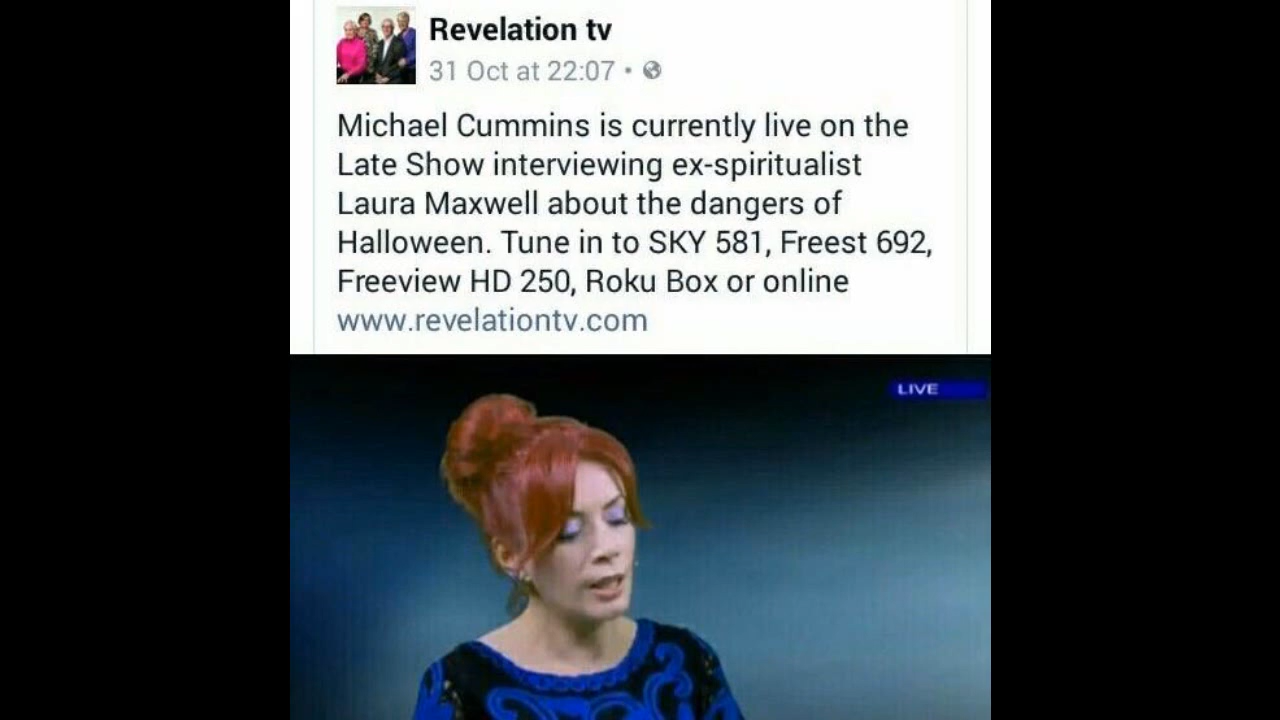 Revelation tv
31 Oct at 22:07 •
Michael Cummins is currently live on the
Late Show interviewing ex-spiritualist
Laura Maxwell about the dangers of
Halloween. Tune in to SKY 581, Freest 692,
Freeview HD 250, Roku Box or online
www.revelationtv.com
LIVE